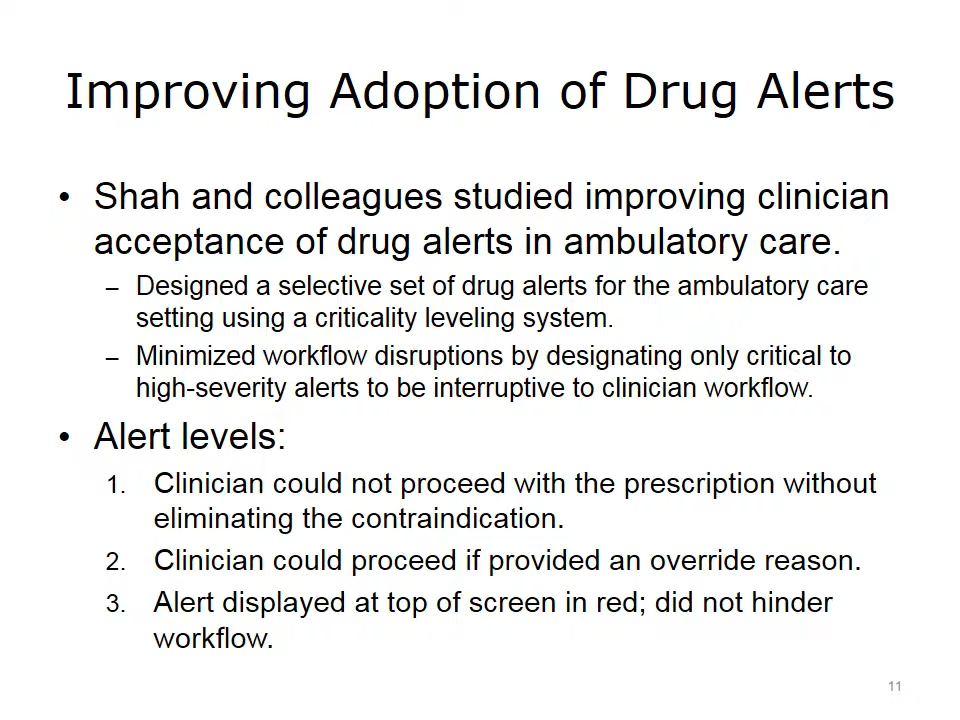 Improving Adoption of Drug Alerts
• Shah and colleagues studied improving clinician
acceptance of drug alerts in ambulatory care.
– Designed a selective set of drug alerts for the ambulatory care
setting using a criticality leveling system.
– Minimized workflow disruptions by designating only critical to
high-severity alerts to be interruptive to clinician workflow.
• Alert levels:
1. Clinician could not proceed with the prescription without
eliminating the contraindication.
2. Clinician could proceed if provided an override reason.
3. Alert displayed at top of screen in red; did not hinder
workflow.
11